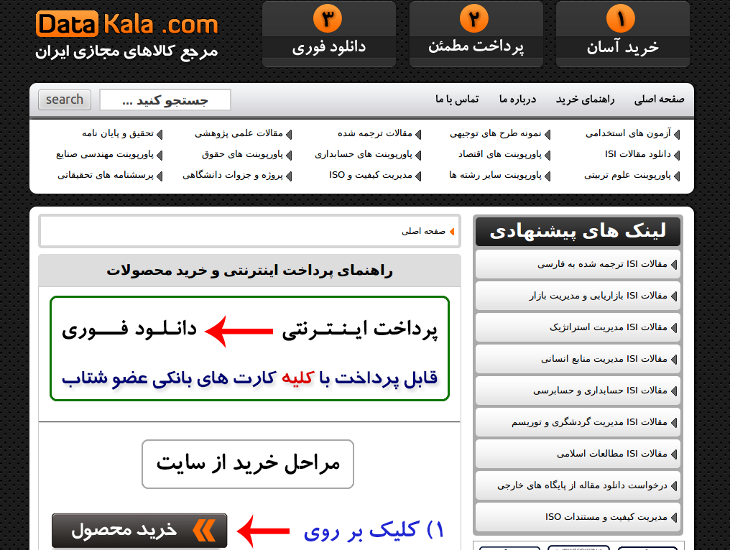 DataKala.com
مرجع کالاهای مجازی ایران
۱
خرید آسان
۲
پرداخت مطمئن
۳
دانلود فوری
صفحه اصلی
راهنمای خرید
درباره ما
تماس با ما
جستجو کنید ...
search
آزمون های استخدامی
نمونه طرح های توجیهی
مقالات ترجمه شده
مقالات علمی پژوهشی
تحقیق و پایان نامه
دانلود مقالات ISI
پاورپوینت های اقتصاد
پاورپوینت های حسابداری
پاورپوینت های حقوق
پاورپوینت مهندسی صنایع
پاورپوینت علوم تربیتی
پاورپوینت سایر رشته ها
مدیریت کیفیت و ISO
پروژه و جزوات دانشگاهی
پرسشنامه های تحقیقاتی
لینک های پیشنهادی
مقالات ISI ترجمه شده به فارسی
مقالات ISI بازاریابی و مدیریت بازار
مقالات ISI مدیریت استراتژیک
مقالات ISI مدیریت منابع انسانی
مقالات ISI حسابداری و حسابرسی
مقالات ISI مدیریت گردشگری و توریسم
مقالات ISI مطالعات اسلامی
درخواست دانلود مقاله از پایگاه های خارجی
مدیریت کیفیت و مستندات ISO
صفحه اصلی
راهنمای پرداخت اینترنتی و خرید محصولات
پرداخت ایـنـتـرنتی دانـلـود فــوری
قابل پرداخت با کلیه کارت های بانکی عضو شتاب
مراحل خرید از سایت
۱) کلیک بر روی خرید محصول